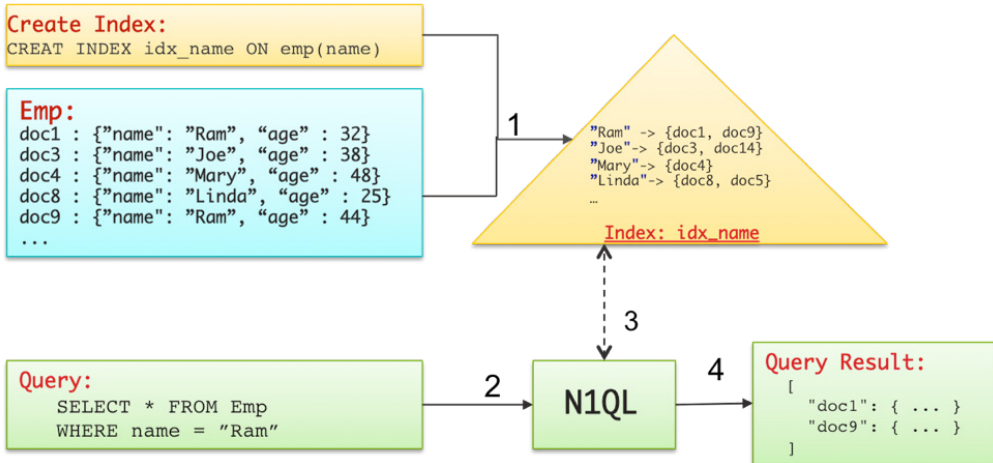 Create Index:
CREAT INDEX idx_name ON emp(name)
Emp:
doc1 : {”name": ”Ram”, “age” : 32}
doc3 : {”name": ”Joe”, “age” : 38}
doc4 : {”name": ”Mary”, “age” : 48}
doc8 : {”name": ”Linda”, “age” : 25}
doc9 : {”name": ”Ram”, “age” : 44}
...
1
”Ram" -> {doc1, doc9}
”Joe"-> {doc3, doc14}
”Mary”-> {doc4}
”Linda”-> {doc8, doc5}
…
Index: idx_name
3
Query:
SELECT * FROM Emp
WHERE name = ”Ram”
2
N1QL
4
Query Result:
[
"doc1": { ... }
"doc9": { ... }
]